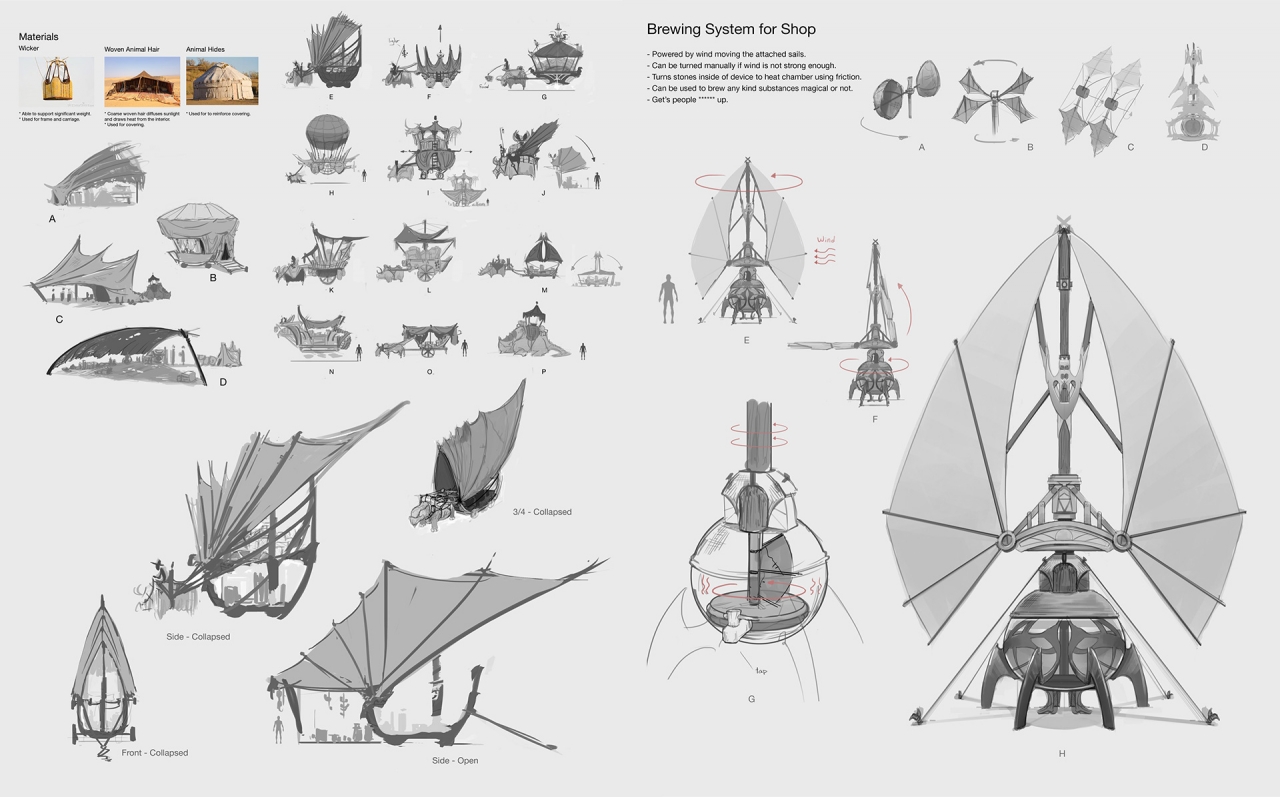 Materials
Wicker
Woven Animal Hair
Animal Hides
* Able to support significant weight.
* Used for frame and carriage.
* Coarse woven hair diffuses sunlight
and draws heat from the interior.
* Used for covering.
* Used for to reinforce covering.
A
B
C
D
E
F
G
H
I
J
K
L
M
N
O.
P
Side - Collapsed
3/4 - Collapsed
Front - Collapsed
Side - Open
Brewing System for Shop
- Powered by wind moving the attached sails.
- Can be turned manually if wind is not strong enough.
- Turns stones inside of device to heat chamber using friction.
- Can be used to brew any kind substances magical or not.
- Get's people ****** up.
A
B
C
D
Wind
E
F
tap
G
H